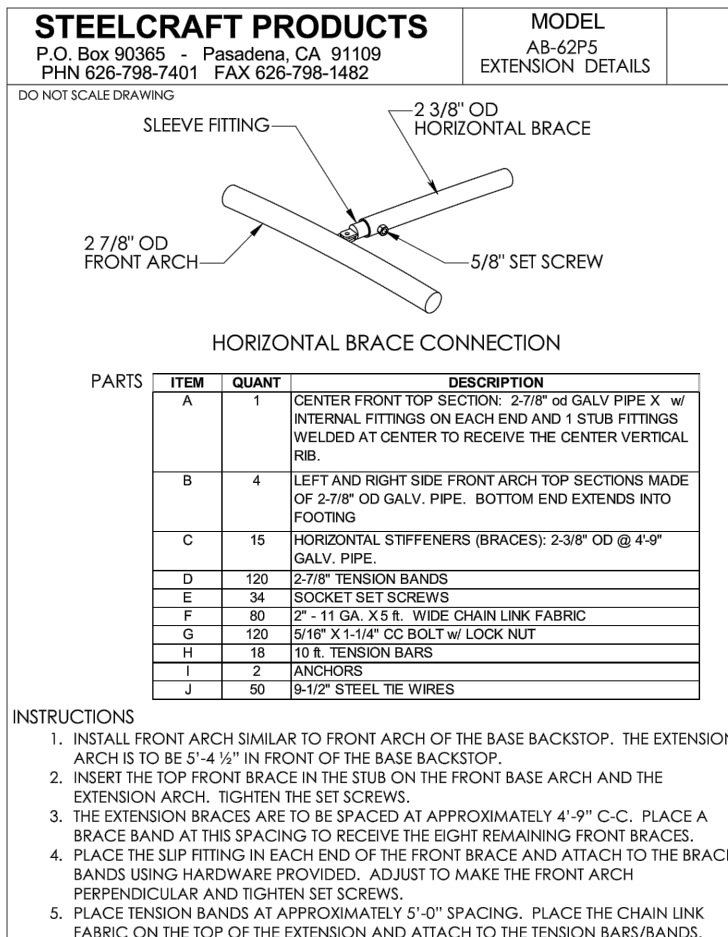 STEELCRAFT PRODUCTS
P.O. Box 90365 - Pasadena, CA 91109
PHN 626-798-7401 FAX 626-798-1482
MODEL
AB-62P5
EXTENSION DETAILS
DO NOT SCALE DRAWING
SLEEVE FITTING
2 3/8" OD
HORIZONTAL BRACE
2 7/8" OD
FRONT ARCH
5/8" SET SCREW
HORIZONTAL BRACE CONNECTION
PARTS
ITEM QUANT DESCRIPTION
A 1 CENTER FRONT TOP SECTION: 2-7/8" od GALV PIPE X w/
INTERNAL FITTINGS ON EACH END AND 1 STUB FITTINGS
WELDED AT CENTER TO RECEIVE THE CENTER VERTICAL
RIB.
B 4 LEFT AND RIGHT SIDE FRONT ARCH TOP SECTIONS MADE
OF 2-7/8" OD GALV. PIPE. BOTTOM END EXTENDS INTO
FOOTING
C 15 HORIZONTAL STIFFENERS (BRACES): 2-3/8" OD @ 4'-9"
GALV. PIPE.
D 120 2-7/8" TENSION BANDS
E 34 SOCKET SET SCREWS
F 80 2" - 11 GA. X 5 ft. WIDE CHAIN LINK FABRIC
G 120 5/16" X 1-1/4" CC BOLT w/ LOCK NUT
H 18 10 ft. TENSION BARS
I 2 ANCHORS
J 50 9-1/2" STEEL TIE WIRES
INSTRUCTIONS
1. INSTALL FRONT ARCH SIMILAR TO FRONT ARCH OF THE BASE BACKSTOP. THE EXTENSION
ARCH IS TO BE 5'-4 ½" IN FRONT OF THE BASE BACKSTOP.
2. INSERT THE TOP FRONT BRACE IN THE STUB ON THE FRONT BASE ARCH AND THE
EXTENSION ARCH. TIGHTEN THE SET SCREWS.
3. THE EXTENSION BRACES ARE TO BE SPACED AT APPROXIMATELY 4'-9" C-C. PLACE A
BRACE BAND AT THIS SPACING TO RECEIVE THE EIGHT REMAINING FRONT BRACES.
4. PLACE THE SLIP FITTING IN EACH END OF THE FRONT BRACE AND ATTACH TO THE BRACE
BANDS USING HARDWARE PROVIDED. ADJUST TO MAKE THE FRONT ARCH
PERPENDICULAR AND TIGHTEN SET SCREWS.
5. PLACE TENSION BANDS AT APPROXIMATELY 5'-0" SPACING. PLACE THE CHAIN LINK
FABRIC ON THE TOP OF THE EXTENSION AND ATTACH TO THE TENSION BARS/BANDS.